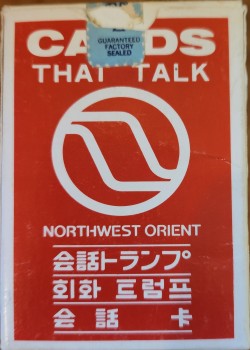 CARDS
GUARANTEED
FACTORY
SEALED
THAT TALK
NORTHWEST ORIENT
会話トランプ
회화 트럼프
会話 卡